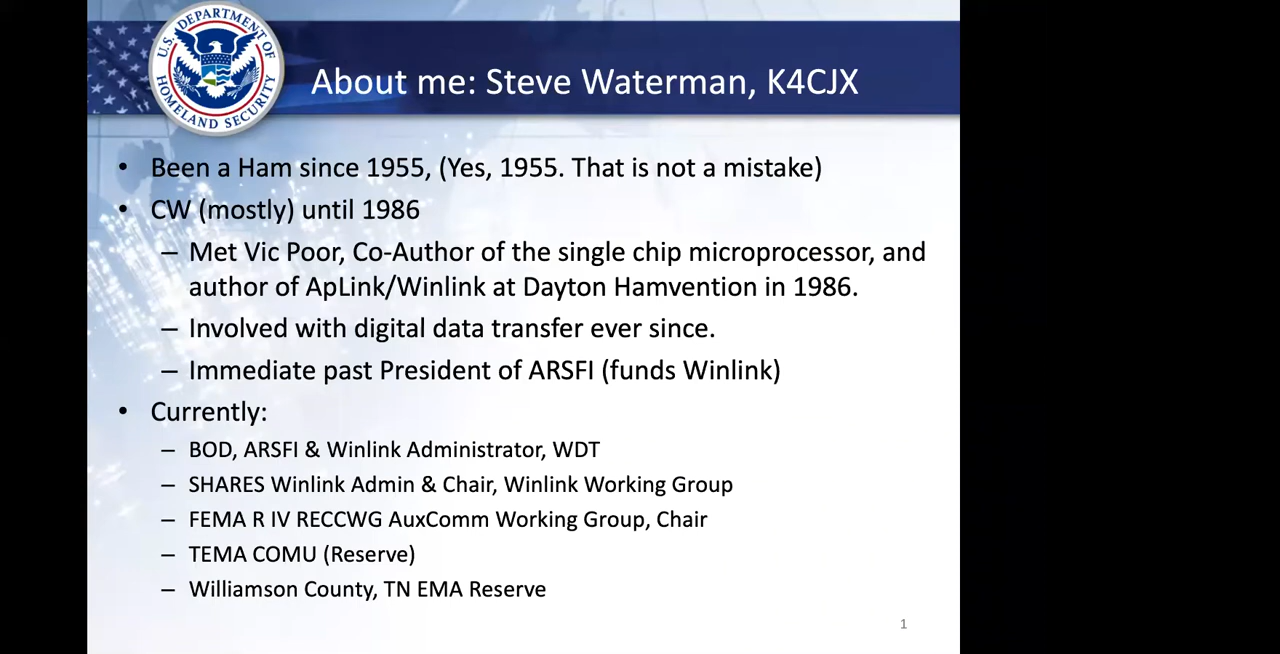 U.S. DEPARTMENT OF
HOMELAND SECURITY
About me: Steve Waterman, K4CJX
• Been a Ham since 1955, (Yes, 1955. That is not a mistake)
• CW (mostly) until 1986
– Met Vic Poor, Co-Author of the single chip microprocessor, and
author of ApLink/Winlink at Dayton Hamvention in 1986.
– Involved with digital data transfer ever since.
– Immediate past President of ARSFI (funds Winlink)
• Currently:
– BOD, ARSFI & Winlink Administrator, WDT
– SHARES Winlink Admin & Chair, Winlink Working Group
– FEMA R IV RECCWG AuxComm Working Group, Chair
– TEMA COMU (Reserve)
– Williamson County, TN EMA Reserve
1